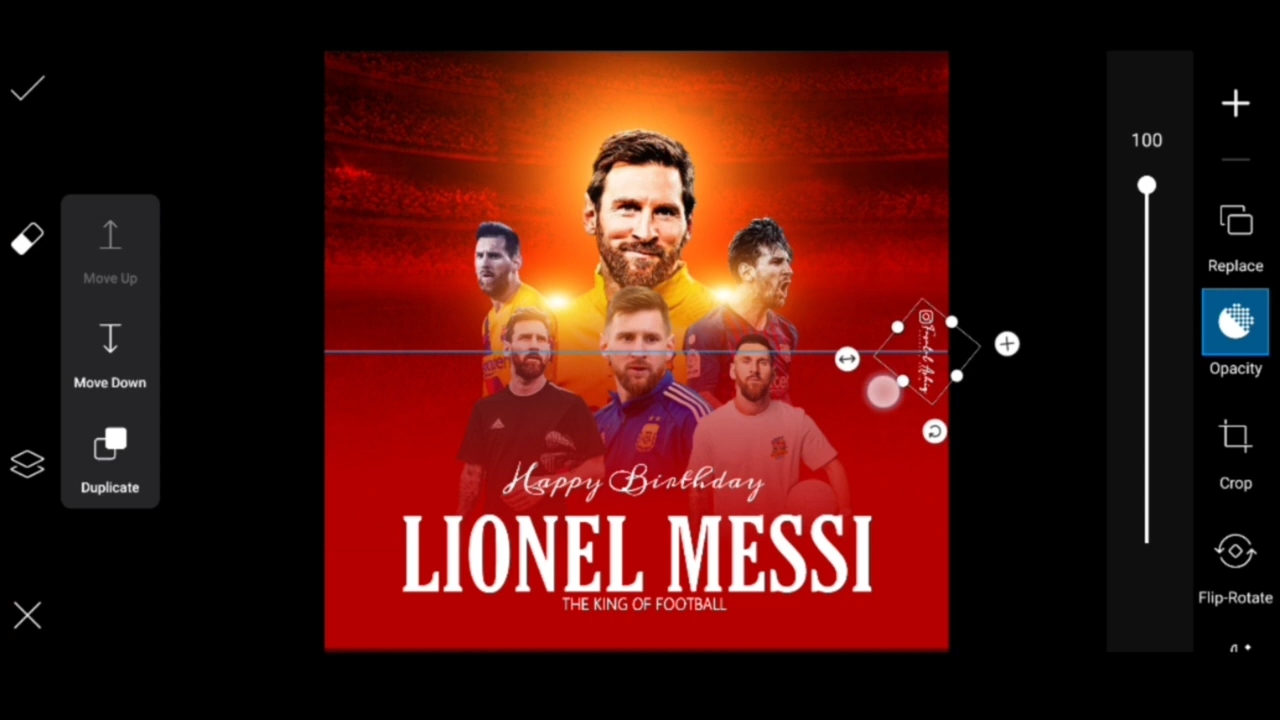 100
Move Up
Replace
Move Down
Opacity
Crop
Duplicate
Happy Birthday
LIONEL MESSI
THE KING OF FOOTBALL
Flip-Rotate